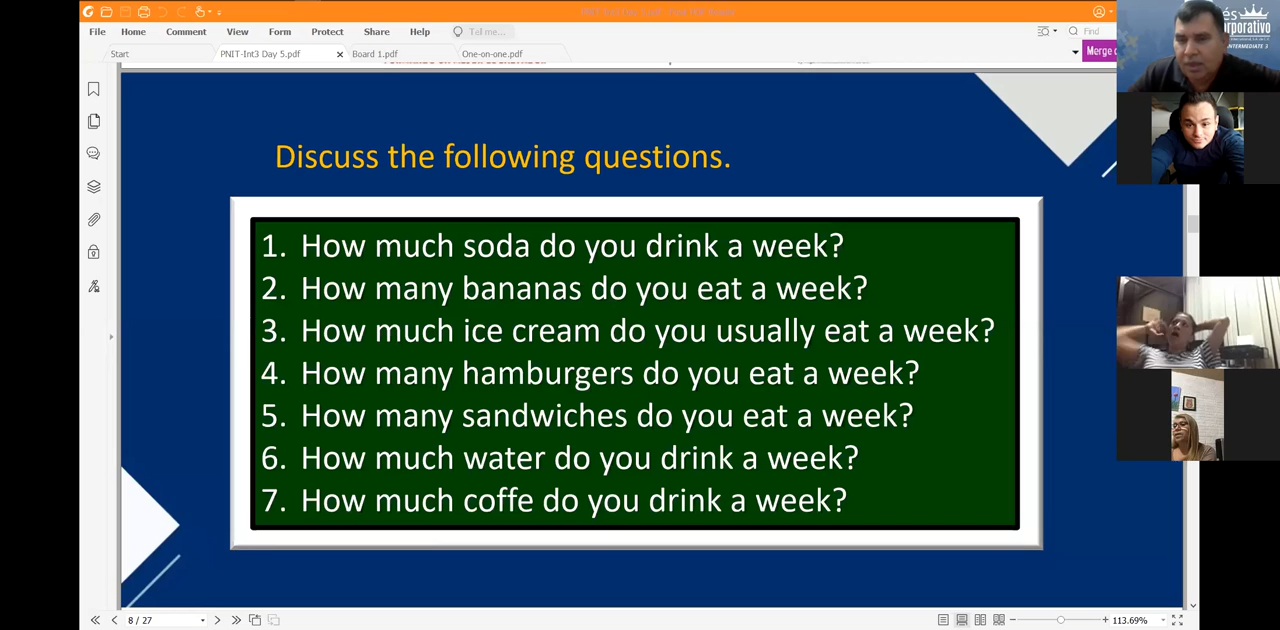 File Home Comment View Form Protect Share Help Tell me... Find
Start PNIT-Int3 Day 5.pdf Board 1.pdf One-on-one.pdf Merge
Discuss the following questions.
1. How much soda do you drink a week?
2. How many bananas do you eat a week?
3. How much ice cream do you usually eat a week?
4. How many hamburgers do you eat a week?
5. How many sandwiches do you eat a week?
6. How much water do you drink a week?
7. How much coffe do you drink a week?
8 / 27 113.69%